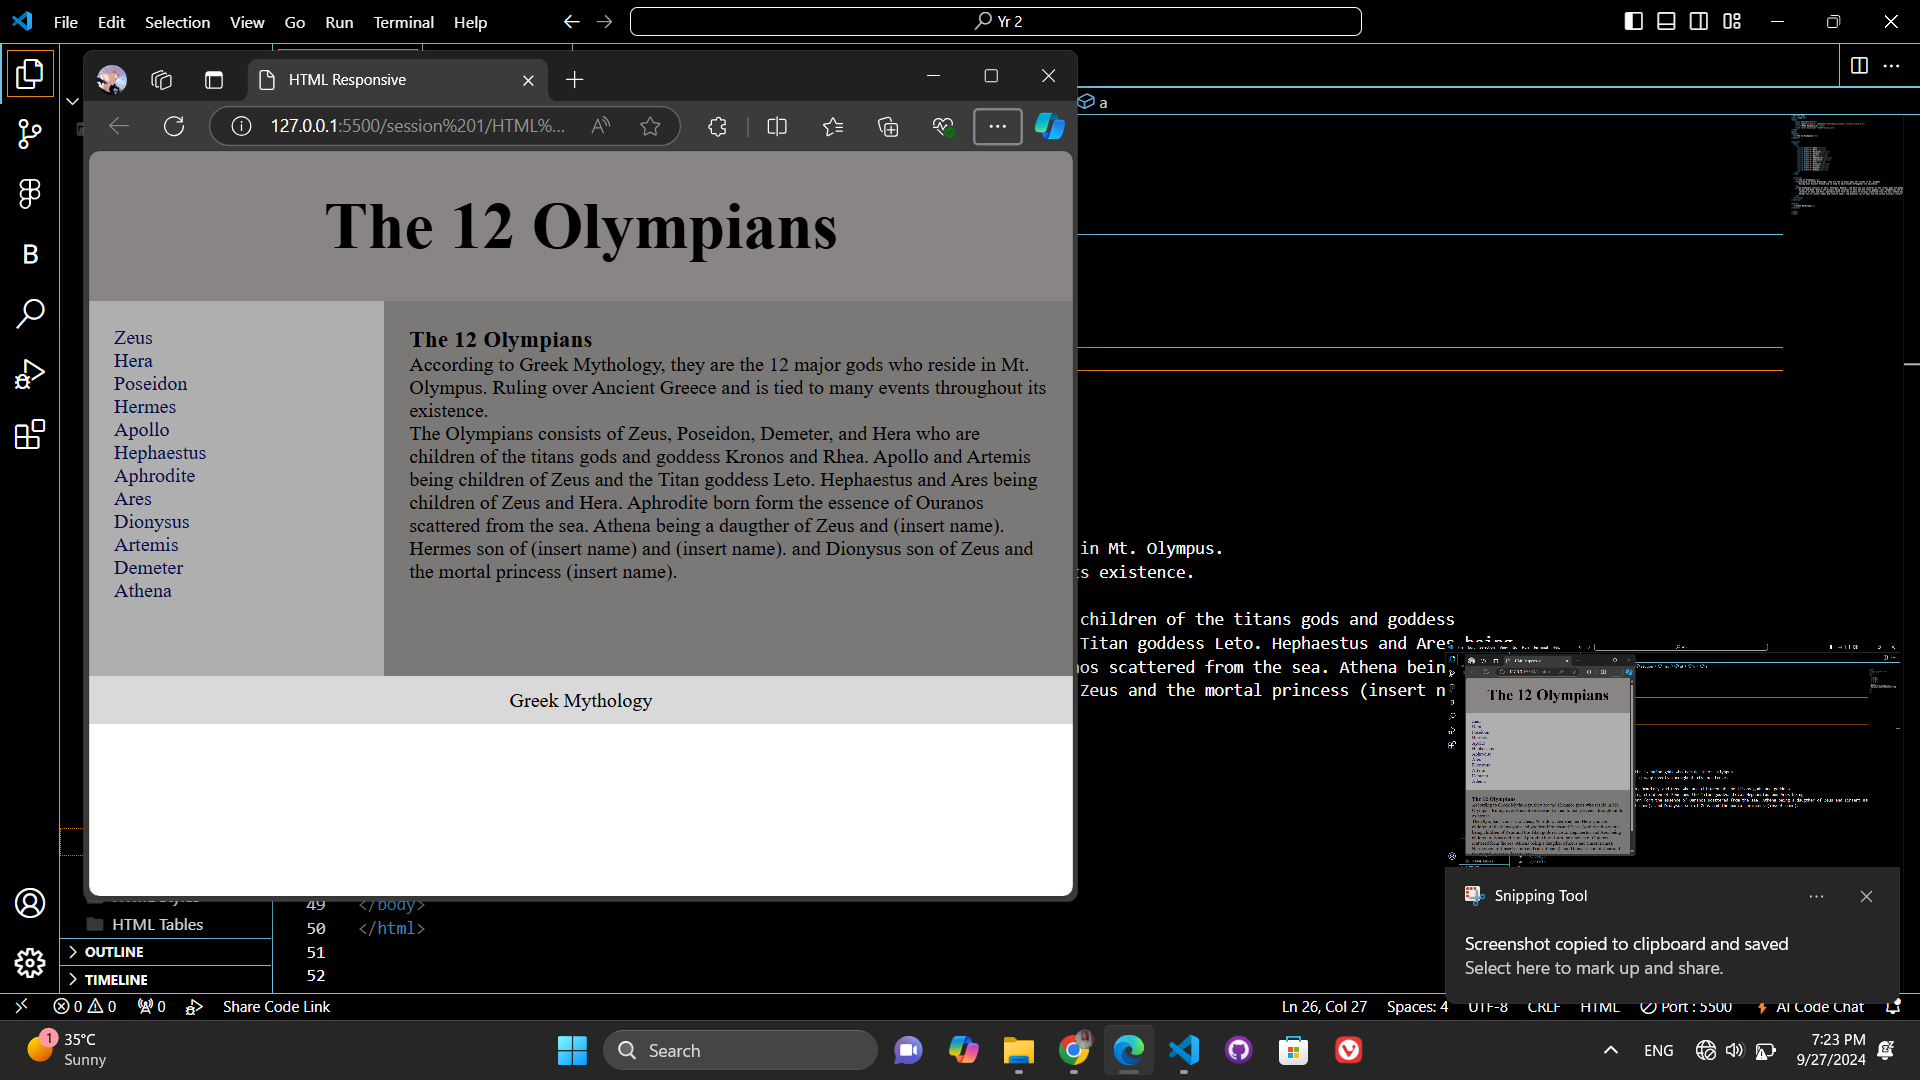 File Edit Selection View Go Run Terminal Help
Yr 2
HTML Responsive
127.0.0.1:5500/session%201/HTML%...
a
The 12 Olympians
Zeus
Hera
Poseidon
Hermes
Apollo
Hephaestus
Aphrodite
Ares
Dionysus
Artemis
Demeter
Athena
The 12 Olympians
According to Greek Mythology, they are the 12 major gods who reside in Mt.
Olympus. Ruling over Ancient Greece and is tied to many events throughout its
existence.
The Olympians consists of Zeus, Poseidon, Demeter, and Hera who are
children of the titans gods and goddess Kronos and Rhea. Apollo and Artemis
being children of Zeus and the Titan goddess Leto. Hephaestus and Ares being
children of Zeus and Hera. Aphrodite born form the essence of Ouranos
scattered from the sea. Athena being a daugther of Zeus and (insert name).
Hermes son of (insert name) and (insert name). and Dionysus son of Zeus and
the mortal princess (insert name).
Greek Mythology
in Mt. Olympus.
s existence.
children of the titans gods and goddess
Titan goddess Leto. Hephaestus and Ares being
os scattered from the sea. Athena bein
Zeus and the mortal princess (insert n
The 12 Olympians
HTML Tables
OUTLINE
TIMELINE
49 </body>
50 </html>
51
52
Snipping Tool
Screenshot copied to clipboard and saved
Select here to mark up and share.
0 0 0 Share Code Link
Ln 26, Col 27 Spaces: 4 UTF-8 CRLF HTML Port : 5500 AI Code Chat
1 35°C
Sunny
Search
ENG
7:23 PM
9/27/2024